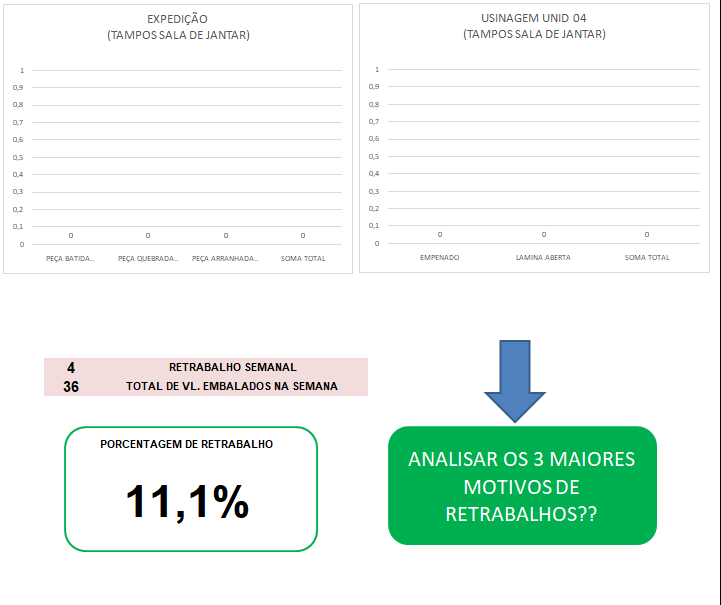 EXPEDIÇÃO
(TAMPOS SALA DE JANTAR)
1
0,9
0,8
0,7
0,6
0,5
0,4
0,3
0,2
0,1
0
0 0 0 0
PEÇA BATIDA.. PEÇA QUEBRADA.. PEÇA ARRANHADA.. SOMA TOTAL
USINAGEM UNID 04
(TAMPOS SALA DE JANTAR)
1
0,9
0,8
0,7
0,6
0,5
0,4
0,3
0,2
0,1
0
0 0 0
EMPENADO LAMINA ABERTA SOMA TOTAL
4 RETRABALHO SEMANAL
36 TOTAL DE VL. EMBALADOS NA SEMANA
PORCENTAGEM DE RETRABALHO
11,1%
ANALISAR OS 3 MAIORES
MOTIVOS DE
RETRABALHOS??